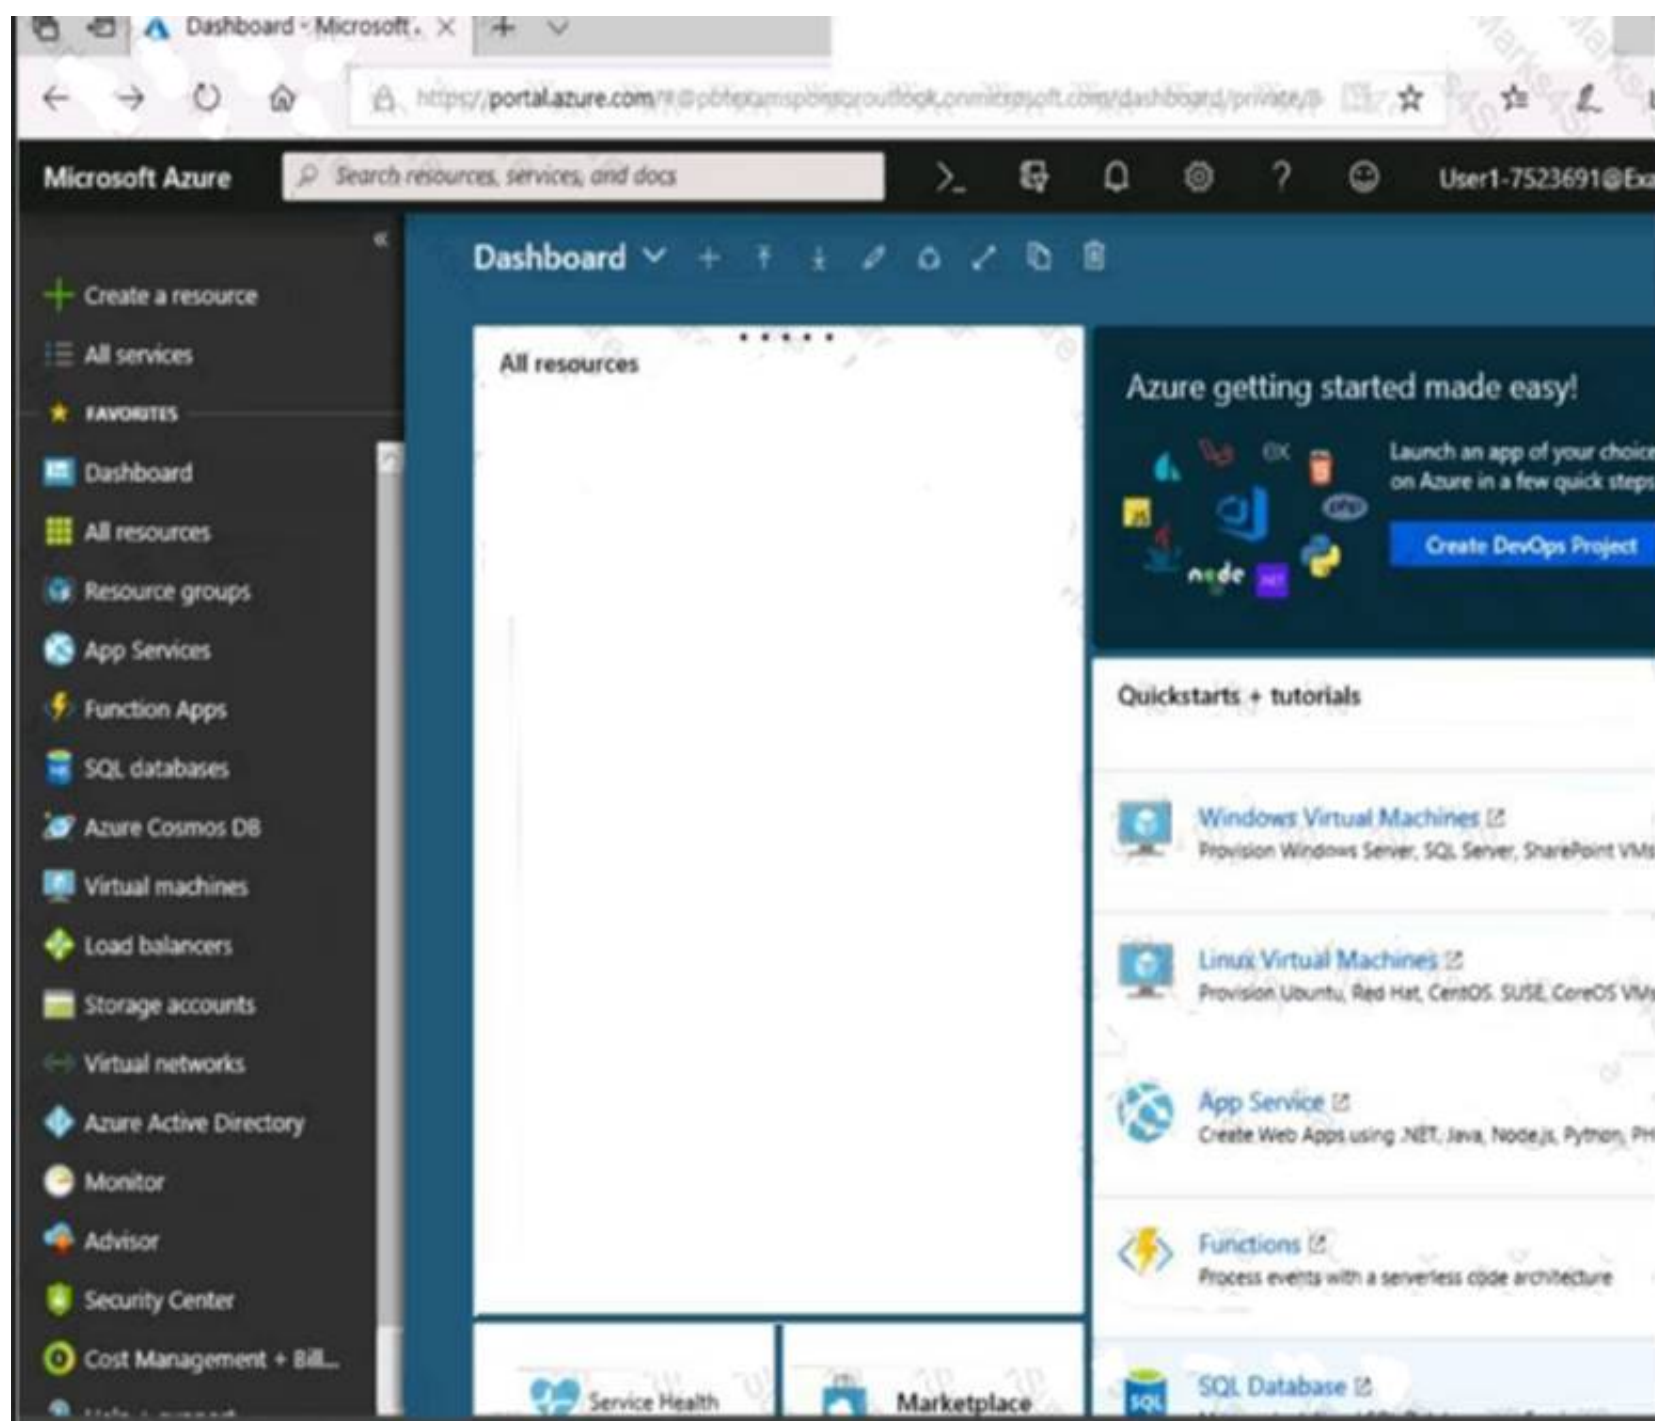 Dashboard - Microsoft
https://portal.azure.com/
Microsoft Azure
Search resources, services, and docs
>_
?
User1-7523691@Exa
«
Create a resource
All services
FAVORITES
Dashboard
All resources
Resource groups
App Services
Function Apps
SQL databases
Azure Cosmos DB
Virtual machines
Load balancers
Storage accounts
Virtual networks
Azure Active Directory
Monitor
Advisor
Security Center
Cost Management + Bill...
Dashboard
All resources
Service Health
Marketplace
Azure getting started made easy!
Launch an app of your choice
on Azure in a few quick steps
Create DevOps Project
JS
php
node
.NET
Quickstarts + tutorials
Windows Virtual Machines
Provision Windows Server, SQL Server, SharePoint VMs
Linux Virtual Machines
Provision Ubuntu, Red Hat, CentOS, SUSE, CoreOS VMs
App Service
Create Web Apps using .NET, Java, Node.js, Python, PH
Functions
Process events with a serverless code architecture
SQL
SQL Database